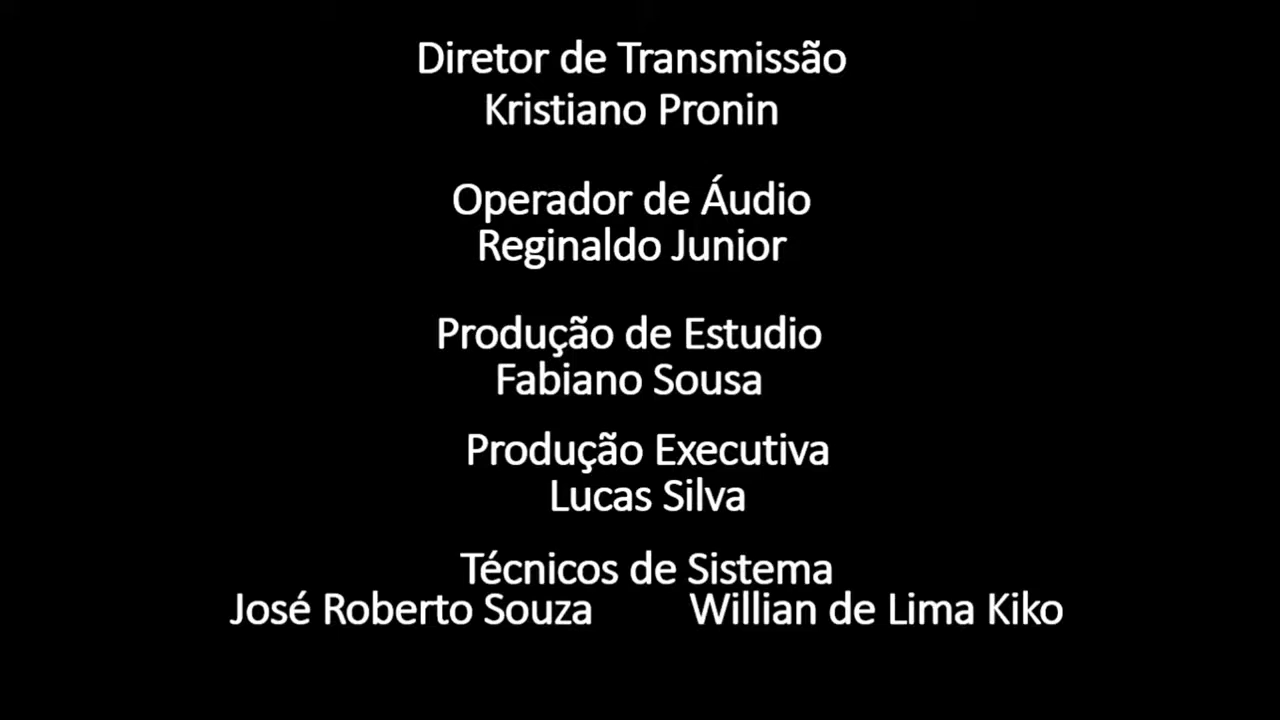 Diretor de Transmissão
Kristiano Pronin
Operador de Áudio
Reginaldo Junior
Produção de Estudio
Fabiano Sousa
Produção Executiva
Lucas Silva
Técnicos de Sistema
José Roberto Souza Willian de Lima Kiko